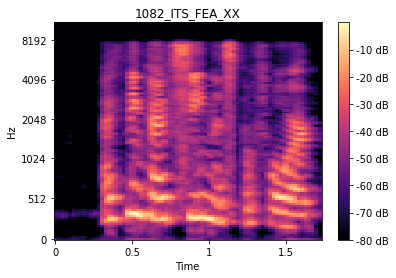 1082_ITS_FEA_XX
8192
4096
2048
1024
512
0
Hz
0
0.5
1
1.5
Time
-10 dB
-20 dB
-30 dB
-40 dB
-50 dB
-60 dB
-70 dB
-80 dB